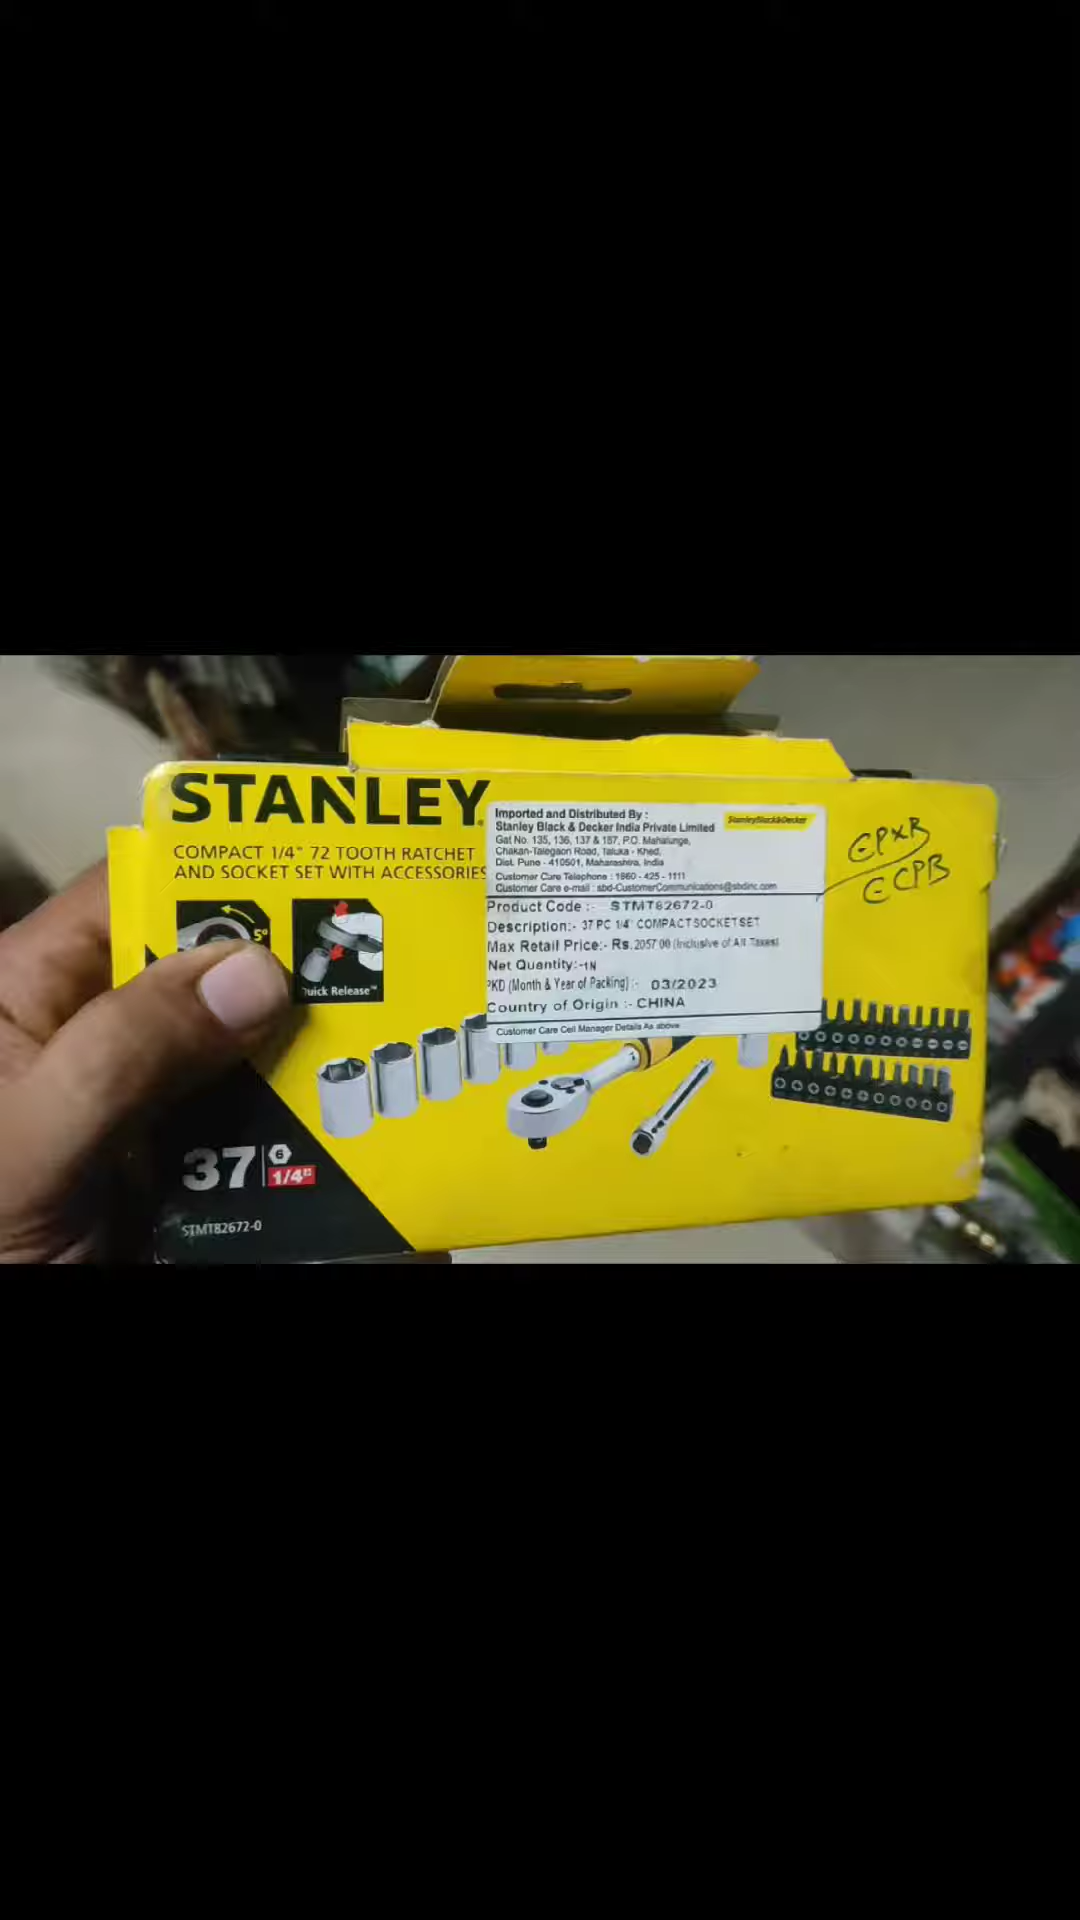 STANLEY
COMPACT 1/4" 72 TOOTH RATCHET
AND SOCKET SET WITH ACCESSORIES
5°
Quick Release™
Imported and Distributed By :
Stanley Black & Decker India Private Limited
StanleyBlack&Decker
Gat No. 135, 136, 137 & 187, P.O. Mahalunge,
Chakan-Talegaon Road, Taluka - Khed,
Dist. Pune - 410501, Maharashtra, India
Customer Care Telephone : 1860 - 425 - 1111
Customer Care e-mail : sbd-CustomerCommunications@sbdinc.com
Product Code :- STMT82672-0
Description:- 37 PC 1/4" COMPACT SOCKET SET
Max Retail Price:- Rs. 2057.00 (Inclusive of All Taxes)
Net Quantity:-1N
PKD (Month & Year of Packing) :- 03/2023
Country of Origin :- CHINA
Customer Care Cell Manager Details As above
37
6
1/4"
STMT82672-0